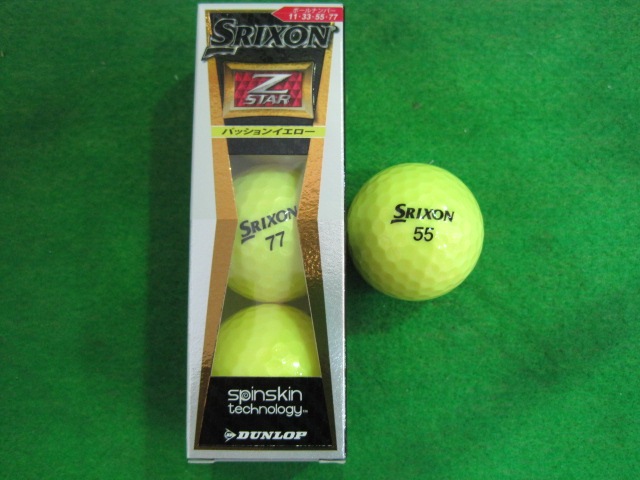 ボールナンバー
11・33・55・77
SRIXON
Z
STAR
パッションイエロー
SRIXON
77
SRIXON
55
spinskin
technology™
DUNLOP